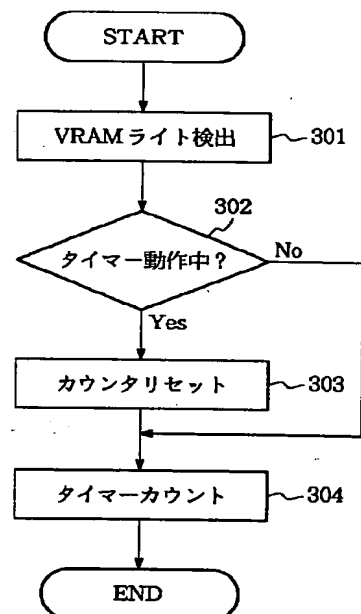 START
VRAMライト検出
301
302
タイマー動作中?
No
Yes
カウンタリセット
303
タイマーカウント
304
END